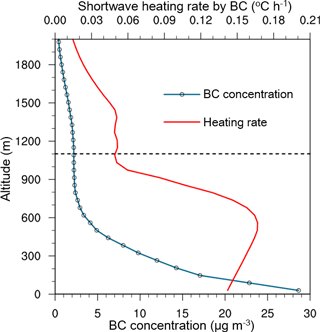 Shortwave heating rate by BC (°C h⁻¹)
0.00 0.03 0.06 0.09 0.12 0.15 0.18 0.21
1800
1500
1200
900
600
300
0
Altitude (m)
BC concentration
Heating rate
0 5 10 15 20 25 30
BC concentration (μg m⁻³)